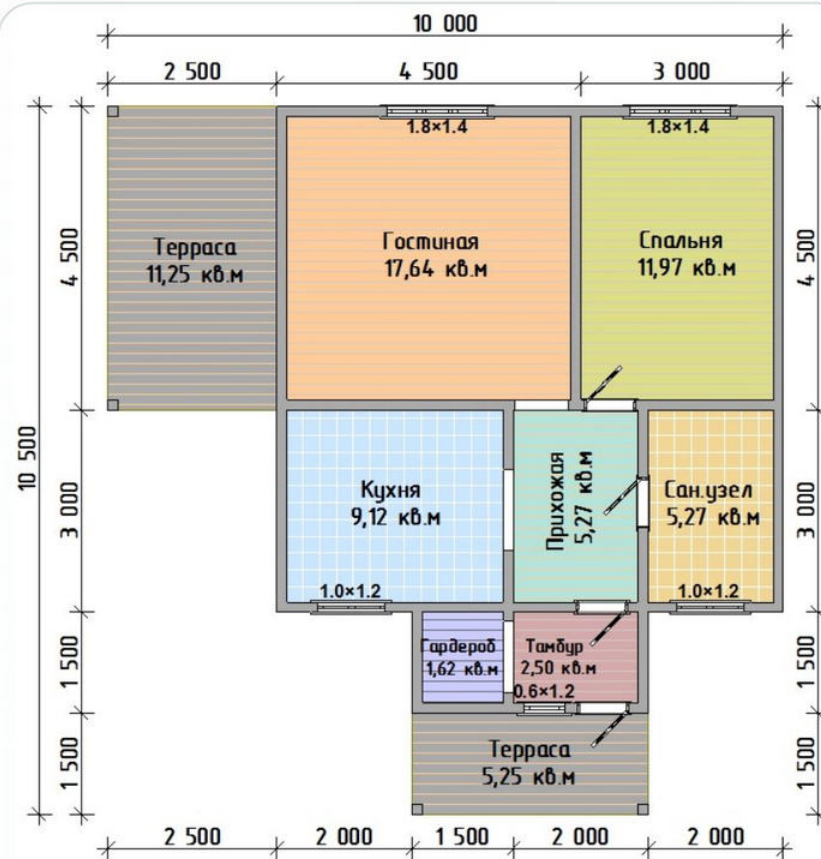 10 000
2 500
4 500
3 000
1.8×1.4
1.8×1.4
Терраса
11,25 кв.м
Гостиная
17,64 кв.м
Спальня
11,97 кв.м
4 500
4 500
10 500
Кухня
9,12 кв.м
Прихожая
5,27 кв.м
Сан.узел
5,27 кв.м
3 000
3 000
1.0×1.2
1.0×1.2
Гардероб
1,62 кв.м
Тамбур
2,50 кв.м
0.6×1.2
1 500
1 500
Терраса
5,25 кв.м
1 500
1 500
2 500
2 000
1 500
2 000
2 000